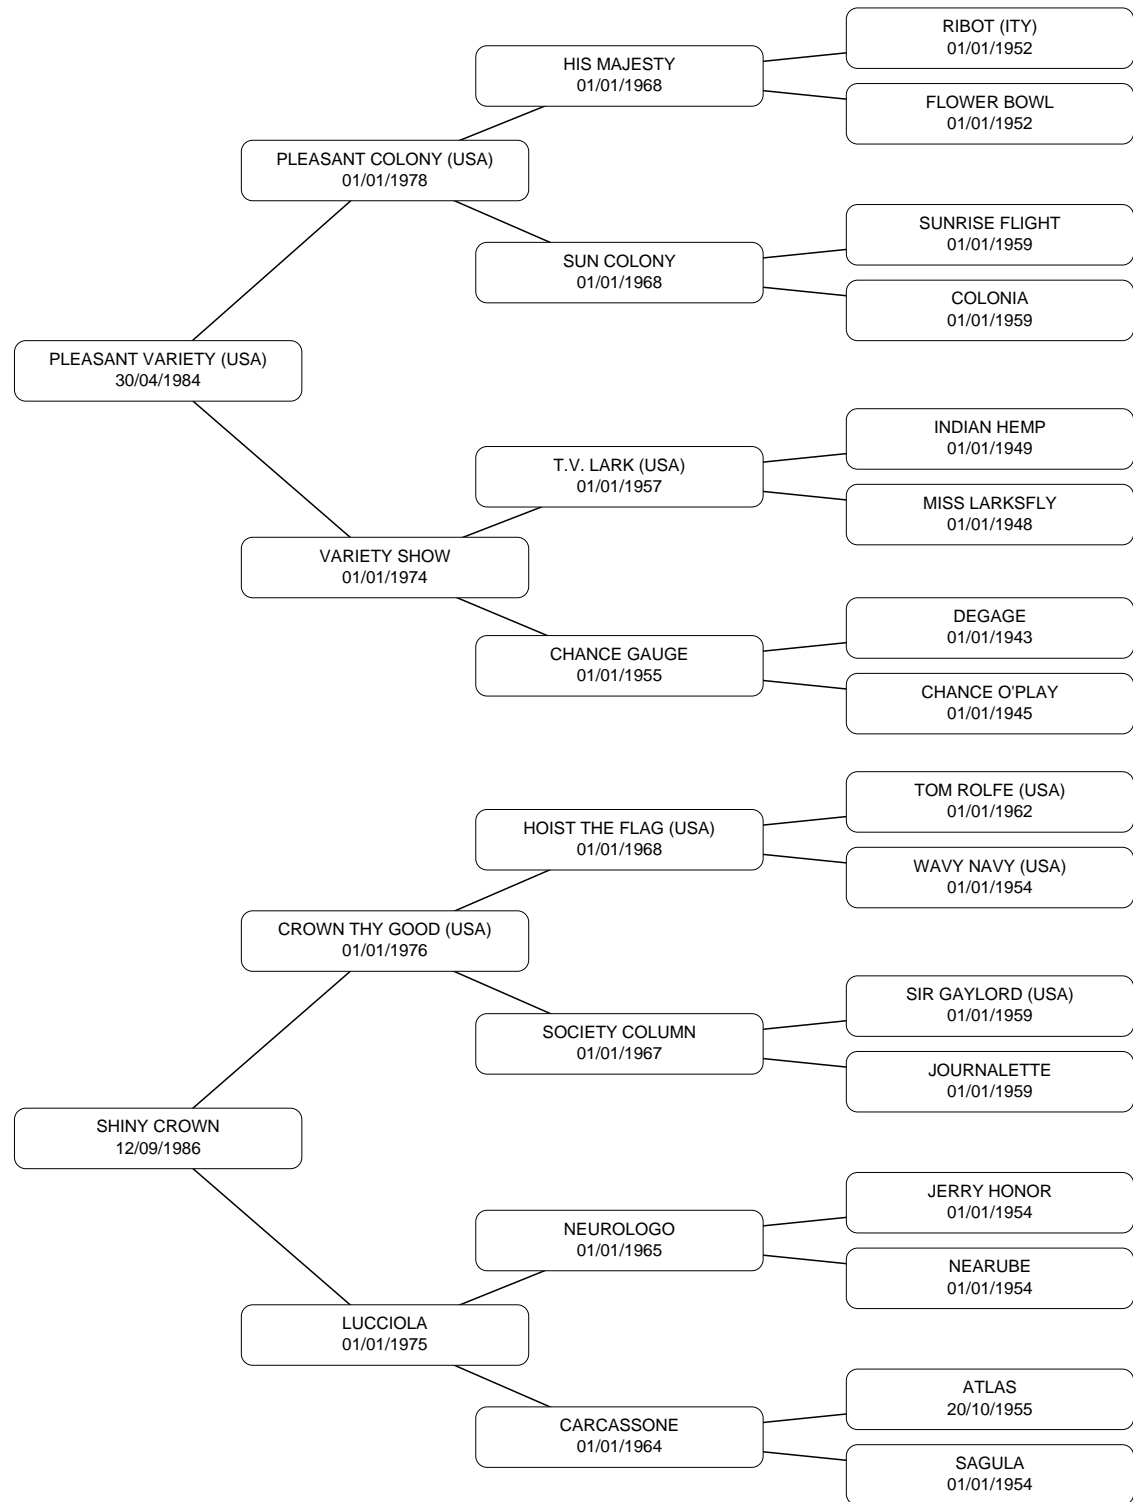 RIBOT (ITY)
01/01/1952
HIS MAJESTY
01/01/1968
FLOWER BOWL
01/01/1952
PLEASANT COLONY (USA)
01/01/1978
SUNRISE FLIGHT
01/01/1959
SUN COLONY
01/01/1968
COLONIA
01/01/1959
PLEASANT VARIETY (USA)
30/04/1984
INDIAN HEMP
01/01/1949
T.V. LARK (USA)
01/01/1957
MISS LARKSFLY
01/01/1948
VARIETY SHOW
01/01/1974
DEGAGE
01/01/1943
CHANCE GAUGE
01/01/1955
CHANCE O'PLAY
01/01/1945
TOM ROLFE (USA)
01/01/1962
HOIST THE FLAG (USA)
01/01/1968
WAVY NAVY (USA)
01/01/1954
CROWN THY GOOD (USA)
01/01/1976
SIR GAYLORD (USA)
01/01/1959
SOCIETY COLUMN
01/01/1967
JOURNALETTE
01/01/1959
SHINY CROWN
12/09/1986
JERRY HONOR
01/01/1954
NEUROLOGO
01/01/1965
NEARUBE
01/01/1954
LUCCIOLA
01/01/1975
ATLAS
20/10/1955
CARCASSONE
01/01/1964
SAGULA
01/01/1954